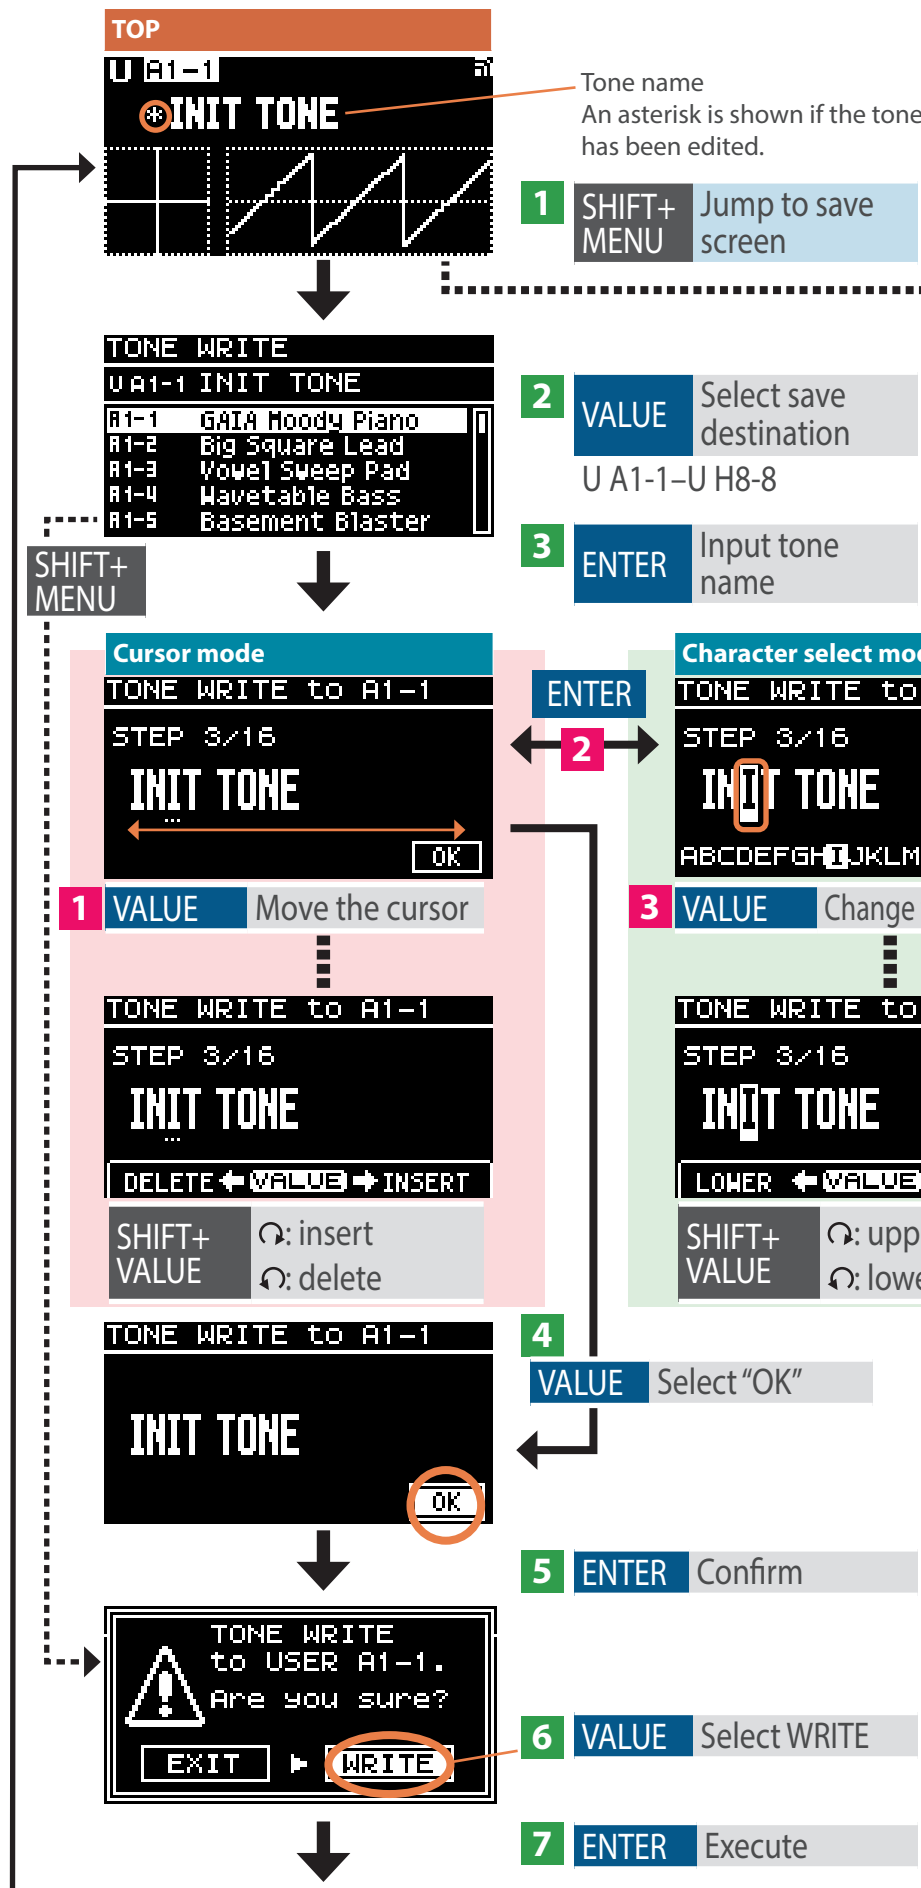 TOP
U A1-1
*INIT TONE
Tone name
An asterisk is shown if the tone
has been edited.
1 SHIFT+ MENU Jump to save
screen
TONE WRITE
U A1-1 INIT TONE
A1-1 GAIA Moody Piano
A1-2 Big Square Lead
A1-3 Vowel Sweep Pad
A1-4 Wavetable Bass
A1-5 Basement Blaster
2 VALUE Select save
destination
U A1-1–U H8-8
3 ENTER Input tone
name
SHIFT+
MENU
Cursor mode
TONE WRITE to A1-1
STEP 3/16
INIT TONE
OK
1 VALUE Move the cursor
TONE WRITE to A1-1
STEP 3/16
INIT TONE
DELETE VALUE INSERT
SHIFT+
VALUE
: insert
: delete
ENTER
2
Character select mo
TONE WRITE to
STEP 3/16
INIT TONE
ABCDEFGHIJKLM
3 VALUE Change
TONE WRITE to
STEP 3/16
INIT TONE
LOWER VALUE
SHIFT+
VALUE
: upp
: lowe
TONE WRITE to A1-1
INIT TONE
OK
4
VALUE Select “OK”
5 ENTER Confirm
TONE WRITE
to USER A1-1.
Are you sure?
EXIT WRITE
6 VALUE Select WRITE
7 ENTER Execute